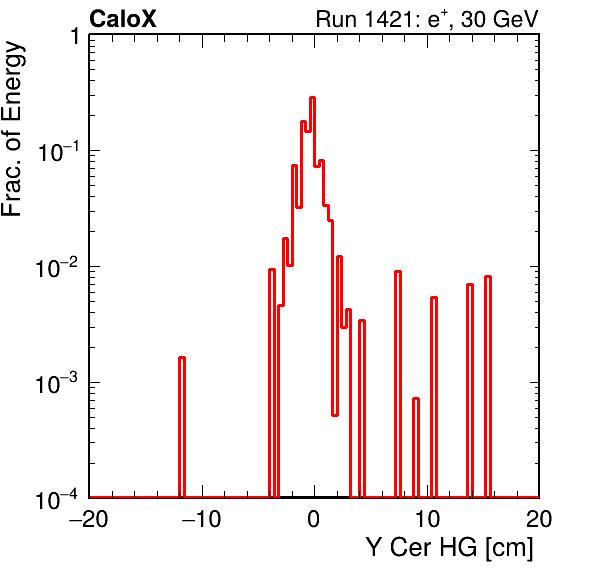 CaloX Run 1421: e⁺, 30 GeV
Frac. of Energy
1
10⁻¹
10⁻²
10⁻³
10⁻⁴
−20 −10 0 10 20
Y Cer HG [cm]